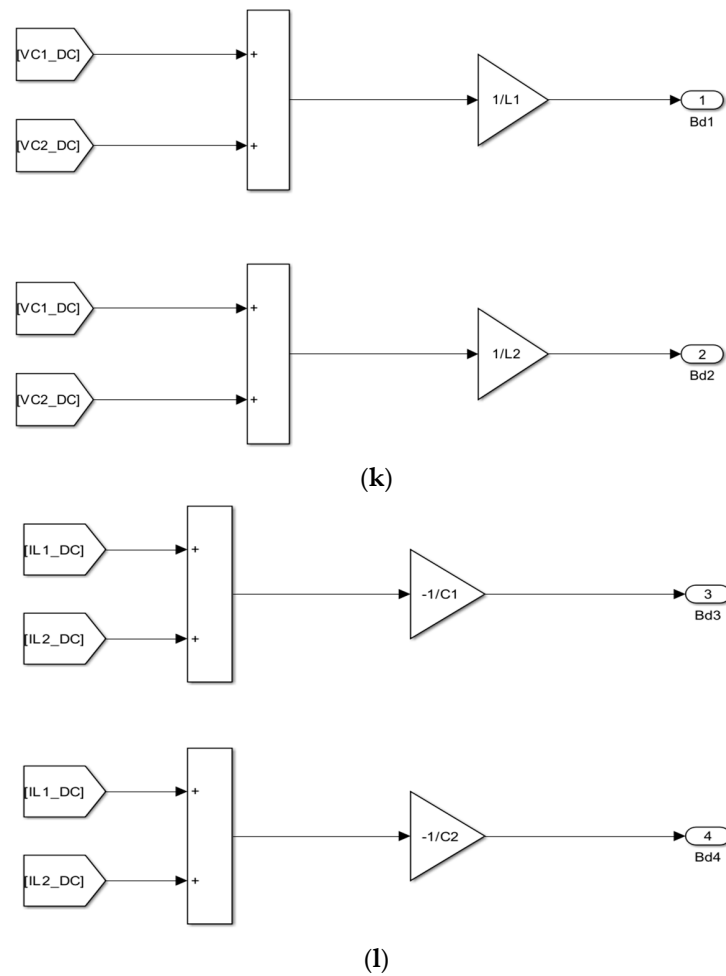 [VC1_DC]
+
1/L1
1
Bd1
[VC2_DC]
+
[VC1_DC]
+
1/L2
2
Bd2
[VC2_DC]
+
(k)
[IL1_DC]
+
-1/C1
3
Bd3
[IL2_DC]
+
[IL1_DC]
+
-1/C2
4
Bd4
[IL2_DC]
+
(l)